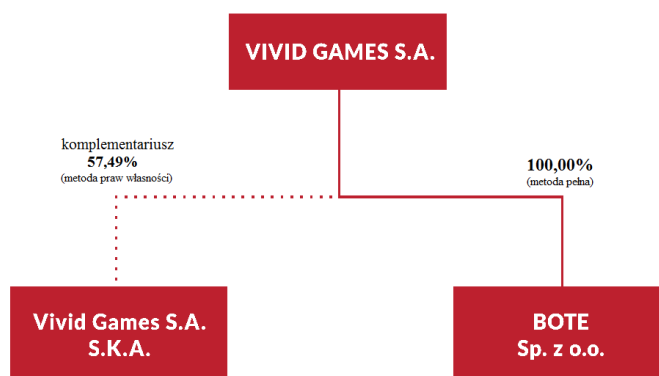 VIVID GAMES S.A.
komplementariusz
57,49%
(metoda praw własności)
100,00%
(metoda pełna)
Vivid Games S.A.
S.K.A.
BOTE
Sp. z o.o.